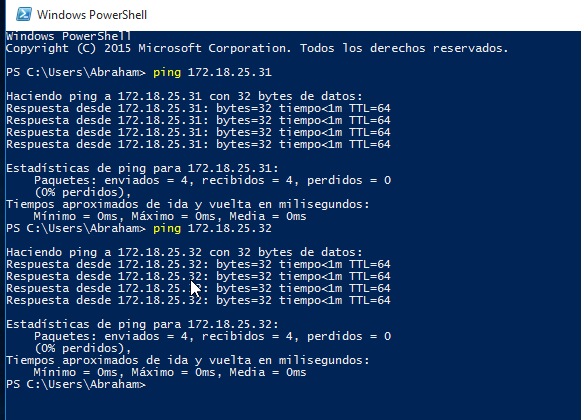 Windows PowerShell
Windows PowerShell
Copyright (C) 2015 Microsoft Corporation. Todos los derechos reservados.
PS C:\Users\Abraham> ping 172.18.25.31
Haciendo ping a 172.18.25.31 con 32 bytes de datos:
Respuesta desde 172.18.25.31: bytes=32 tiempo<1m TTL=64
Respuesta desde 172.18.25.31: bytes=32 tiempo<1m TTL=64
Respuesta desde 172.18.25.31: bytes=32 tiempo<1m TTL=64
Respuesta desde 172.18.25.31: bytes=32 tiempo<1m TTL=64
Estadísticas de ping para 172.18.25.31:
Paquetes: enviados = 4, recibidos = 4, perdidos = 0
(0% perdidos),
Tiempos aproximados de ida y vuelta en milisegundos:
Mínimo = 0ms, Máximo = 0ms, Media = 0ms
PS C:\Users\Abraham> ping 172.18.25.32
Haciendo ping a 172.18.25.32 con 32 bytes de datos:
Respuesta desde 172.18.25.32: bytes=32 tiempo<1m TTL=64
Respuesta desde 172.18.25.32: bytes=32 tiempo<1m TTL=64
Respuesta desde 172.18.25.32: bytes=32 tiempo<1m TTL=64
Respuesta desde 172.18.25.32: bytes=32 tiempo<1m TTL=64
Estadísticas de ping para 172.18.25.32:
Paquetes: enviados = 4, recibidos = 4, perdidos = 0
(0% perdidos),
Tiempos aproximados de ida y vuelta en milisegundos:
Mínimo = 0ms, Máximo = 0ms, Media = 0ms
PS C:\Users\Abraham>